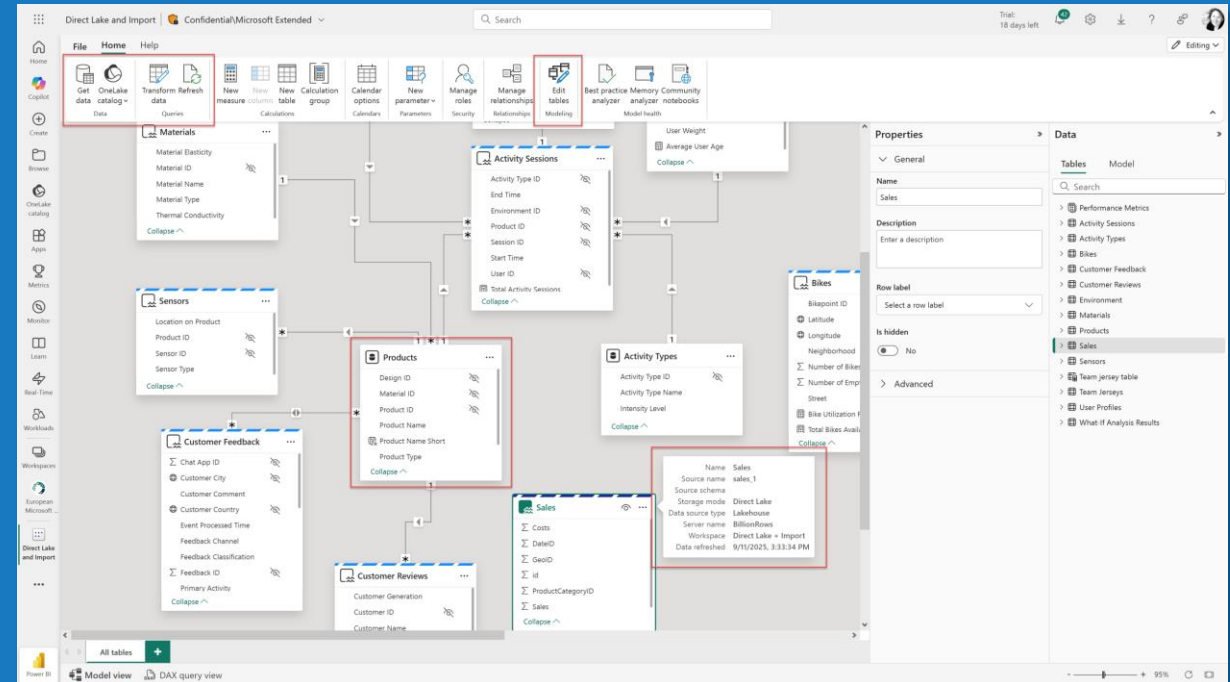 Direct Lake and Import
Confidential\Microsoft Extended
Search
Trial:
18 days left
File Home Help
Editing
Get data
OneLake catalog
Data
Transform data
Refresh
Queries
New measure
New column
New table
Calculation group
Calculations
Calendar options
Calendars
New parameter
Parameters
Manage roles
Security
Manage relationships
Relationships
Edit tables
Modeling
Best practice analyzer
Memory analyzer
Community notebooks
Model health
Home
Copilot
Create
Browse
OneLake catalog
Apps
Metrics
Monitor
Learn
Real-Time
Workloads
Workspaces
European Microsoft ...
Direct Lake and Import
Power BI
Materials
Material Elasticity
Material ID
Material Name
Material Type
Thermal Conductivity
Collapse
Sensors
Location on Product
Product ID
Sensor ID
Sensor Type
Collapse
Customer Feedback
Chat App ID
Customer City
Customer Comment
Customer Country
Event Processed Time
Feedback Channel
Feedback Classification
Feedback ID
Primary Activity
Collapse
Products
Design ID
Material ID
Product ID
Product Name
Product Name Short
Product Type
Collapse
Customer Reviews
Customer Generation
Customer ID
Customer Name
Activity Sessions
Activity Type ID
End Time
Environment ID
Product ID
Session ID
Start Time
User ID
Total Activity Sessions
Collapse
User Weight
Average User Age
Collapse
Activity Types
Activity Type ID
Activity Type Name
Intensity Level
Collapse
Bikes
Bikepoint ID
Latitude
Longitude
Neighborhood
Number of Bikes
Number of Emp
Street
Bike Utilization
Total Bikes Avail
Collapse
Sales
Costs
DateID
GeoID
id
ProductCategoryID
Sales
Collapse
Name Sales
Source name sales_1
Source schema
Storage mode Direct Lake
Data source type Lakehouse
Server name BillionRows
Workspace Direct Lake + Import
Data refreshed 9/11/2025, 3:33:34 PM
Properties
General
Name
Sales
Description
Enter a description
Row label
Select a row label
Is hidden
No
Advanced
Data
Tables Model
Search
Performance Metrics
Activity Sessions
Activity Types
Bikes
Customer Feedback
Customer Reviews
Environment
Materials
Products
Sales
Sensors
Team jersey table
Team Jerseys
User Profiles
What-If Analysis Results
All tables
Model view
DAX query view
95%